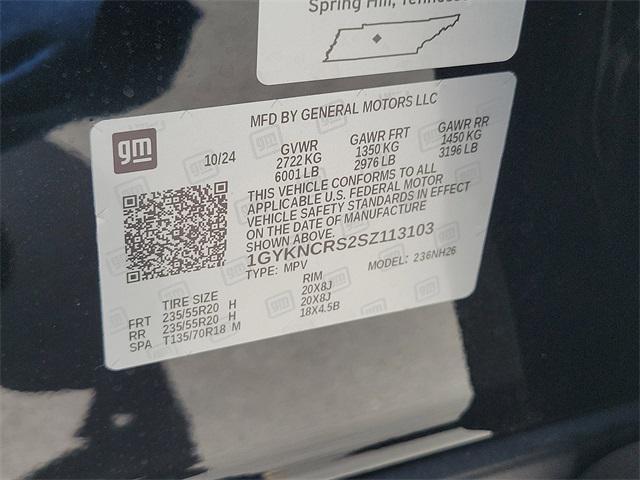 Spring Hill, Tennessee
MFD BY GENERAL MOTORS LLC
gm
10/24
GVWR GAWR FRT GAWR RR
2722 KG 1350 KG 1450 KG
6001 LB 2976 LB 3196 LB
THIS VEHICLE CONFORMS TO ALL
APPLICABLE U.S. FEDERAL MOTOR
VEHICLE SAFETY STANDARDS IN EFFECT
ON THE DATE OF MANUFACTURE
SHOWN ABOVE.
1GYKNCRS2SZ113103
TYPE: MPV MODEL: 236NH26
TIRE SIZE RIM
FRT 235/55R20 H 20X8J
RR 235/55R20 H 20X8J
SPA T135/70R18 M 18X4.5B